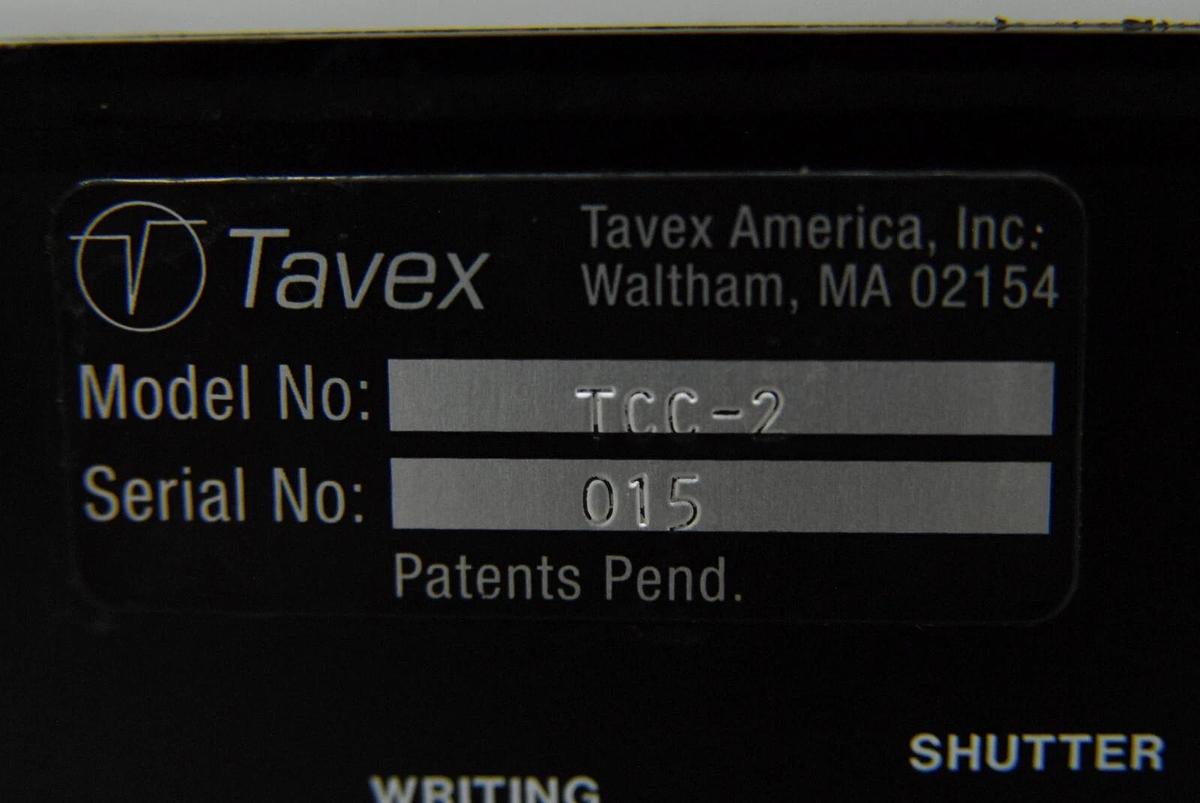 Tavex
Tavex America, Inc.
Waltham, MA 02154
Model No: TCC-2
Serial No: 015
Patents Pend.
SHUTTER
WRITING